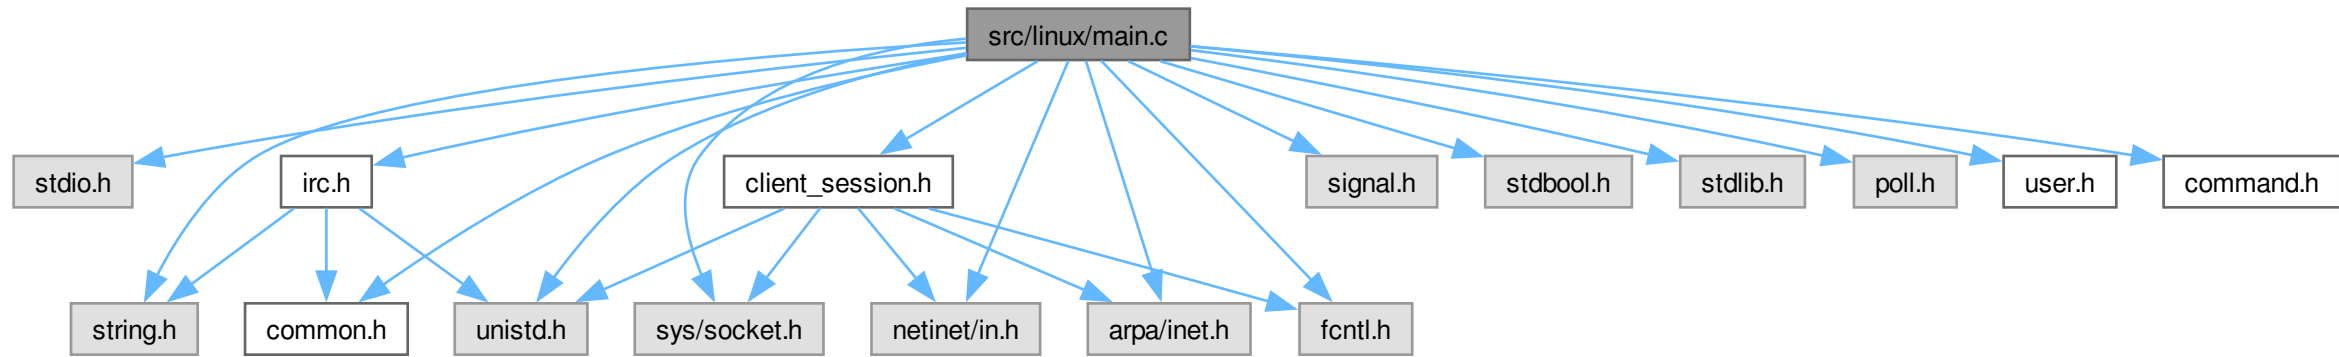 src/linux/main.c
stdio.h
irc.h
client_session.h
signal.h
stdbool.h
stdlib.h
poll.h
user.h
command.h
string.h
common.h
unistd.h
sys/socket.h
netinet/in.h
arpa/inet.h
fcntl.h